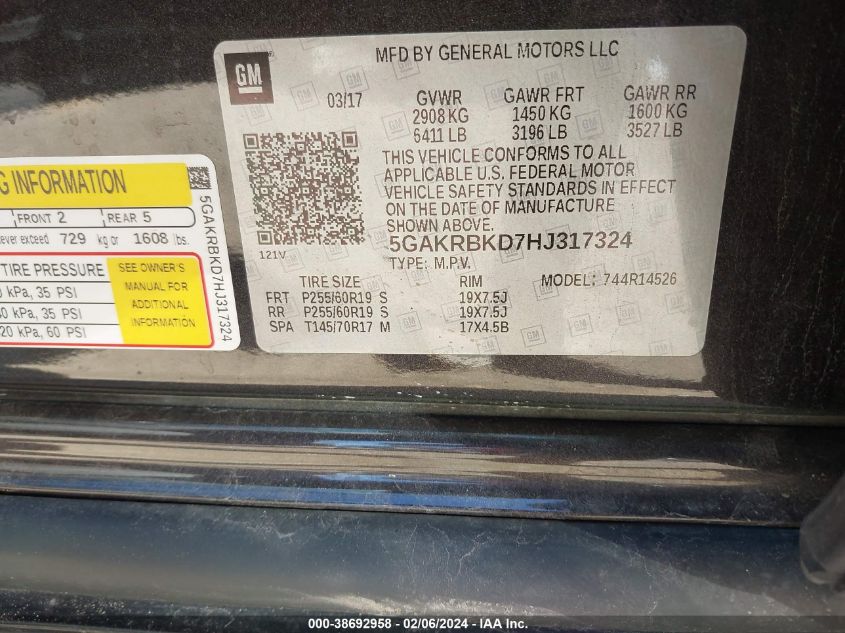 MFD BY GENERAL MOTORS LLC
GM
03/17 GVWR GAWR FRT GAWR RR
2908 KG 1450 KG 1600 KG
6411 LB 3196 LB 3527 LB
THIS VEHICLE CONFORMS TO ALL
APPLICABLE U.S. FEDERAL MOTOR
VEHICLE SAFETY STANDARDS IN EFFECT
ON THE DATE OF MANUFACTURE
SHOWN ABOVE.
121V
5GAKRBKD7HJ317324
TYPE: M.P.V.
TIRE SIZE RIM MODEL: 744R14526
FRT P255/60R19 S 19X7.5J
RR P255/60R19 S 19X7.5J
SPA T145/70R17 M 17X4.5B
G INFORMATION
FRONT 2 REAR 5
ever exceed 729 kg or 1608 lbs.
TIRE PRESSURE
0 kPa, 35 PSI
0 kPa, 35 PSI
20 kPa, 60 PSI
SEE OWNER'S
MANUAL FOR
ADDITIONAL
INFORMATION
5GAKRBKD7HJ317324
000-38692958 - 02/06/2024 - IAA Inc.